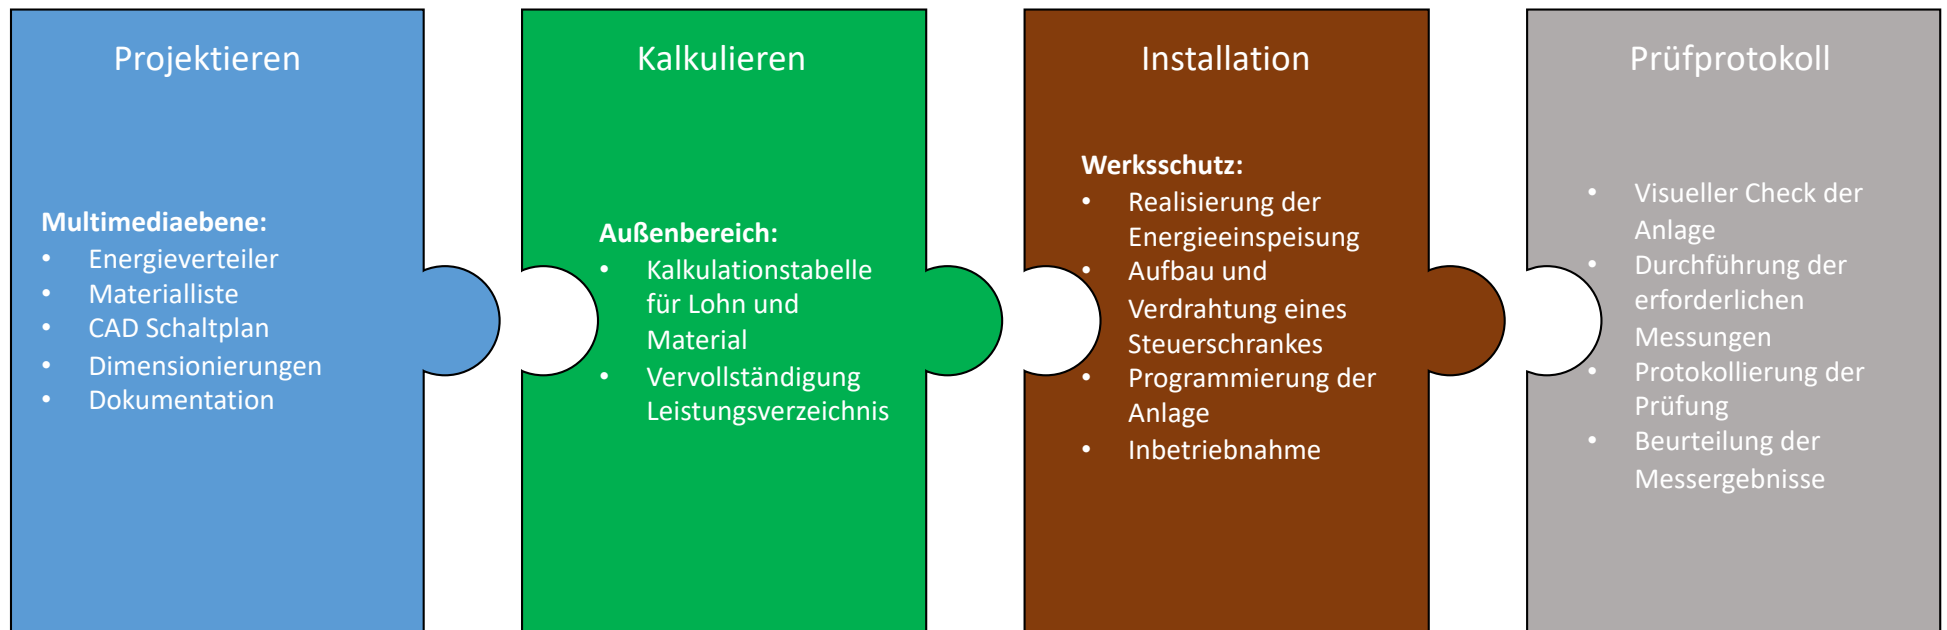 Projektieren
Multimediaebene:
• Energieverteiler
• Materialliste
• CAD Schaltplan
• Dimensionierungen
• Dokumentation
Kalkulieren
Außenbereich:
• Kalkulationstabelle
für Lohn und
Material
• Vervollständigung
Leistungsverzeichnis
Installation
Werksschutz:
• Realisierung der
Energieeinspeisung
• Aufbau und
Verdrahtung eines
Steuerschrankes
• Programmierung der
Anlage
• Inbetriebnahme
Prüfprotokoll
• Visueller Check der
Anlage
• Durchführung der
erforderlichen
Messungen
• Protokollierung der
Prüfung
• Beurteilung der
Messergebnisse